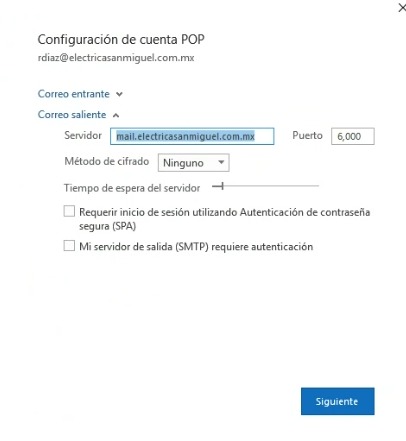 Configuración de cuenta POP
rdiaz@electricasanmiguel.com.mx
Correo entrante
Correo saliente
Servidor mail.electricasanmiguel.com.mx Puerto 6,000
Método de cifrado Ninguno
Tiempo de espera del servidor
Requerir inicio de sesión utilizando Autenticación de contraseña
segura (SPA)
Mi servidor de salida (SMTP) requiere autenticación
Siguiente